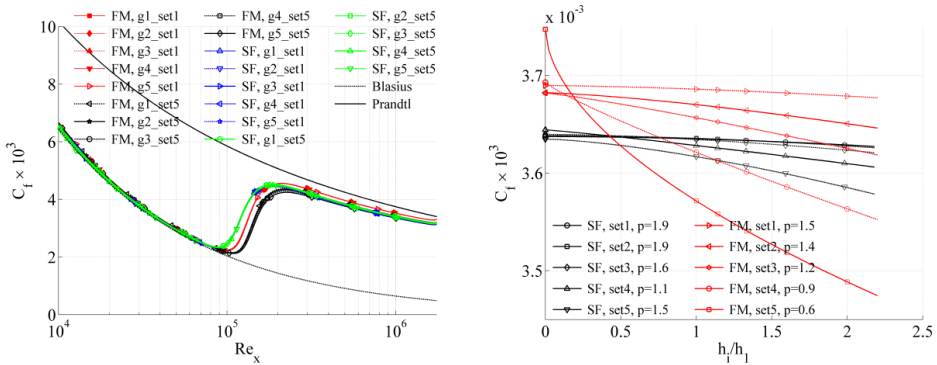 FM, g1_set1
FM, g2_set1
FM, g3_set1
FM, g4_set1
FM, g5_set1
FM, g1_set5
FM, g2_set5
FM, g3_set5
FM, g4_set5
FM, g5_set5
SF, g1_set1
SF, g2_set1
SF, g3_set1
SF, g4_set1
SF, g5_set1
SF, g1_set5
SF, g2_set5
SF, g3_set5
SF, g4_set5
SF, g5_set5
Blasius
Prandtl
10
8
6
4
2
0
C_f × 10^3
10^4
10^5
10^6
Re_x
x 10^-3
3.7
3.6
3.5
C_f × 10^3
SF, set1, p=1.9
SF, set2, p=1.9
SF, set3, p=1.6
SF, set4, p=1.1
SF, set5, p=1.5
FM, set1, p=1.5
FM, set2, p=1.4
FM, set3, p=1.2
FM, set4, p=0.9
FM, set5, p=0.6
0
0.5
1
1.5
2
2.5
h_i/h_1